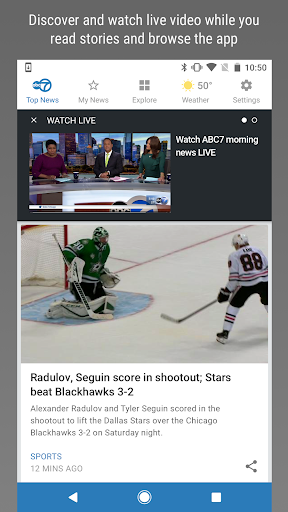 Discover and watch live video while you
read stories and browse the app
10:50
abc 7
50°
Top News
My News
Explore
Weather
Settings
× WATCH LIVE
Watch ABC7 morning
news LIVE
88
Radulov, Seguin score in shootout; Stars
beat Blackhawks 3-2
Alexander Radulov and Tyler Seguin scored in the
shootout to lift the Dallas Stars over the Chicago
Blackhawks 3-2 on Saturday night.
SPORTS
12 MINS AGO